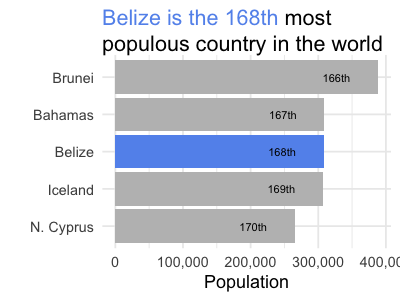 Belize is the 168th most
populous country in the world
Brunei 166th
Bahamas 167th
Belize 168th
Iceland 169th
N. Cyprus 170th
0 100,000 200,000 300,000 400,0
Population